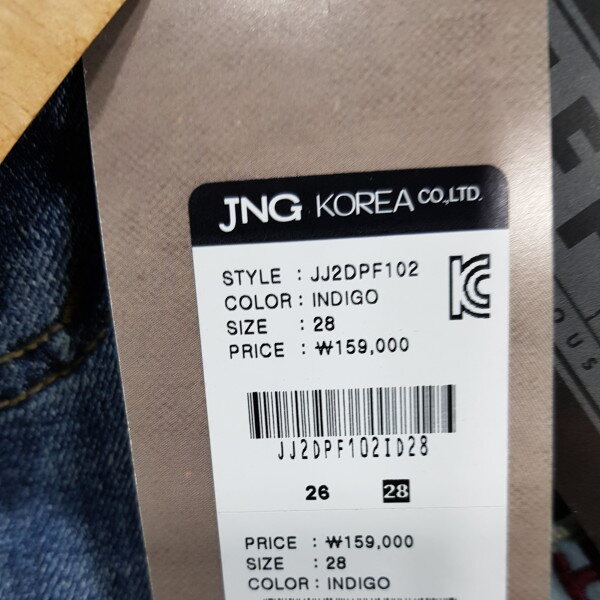 JNG KOREA CO.,LTD.
STYLE : JJ2DPF102
COLOR : INDIGO
SIZE : 28
PRICE : ₩159,000
JJ2DPF102ID28
26 28
PRICE : ₩159,000
SIZE : 28
COLOR : INDIGO